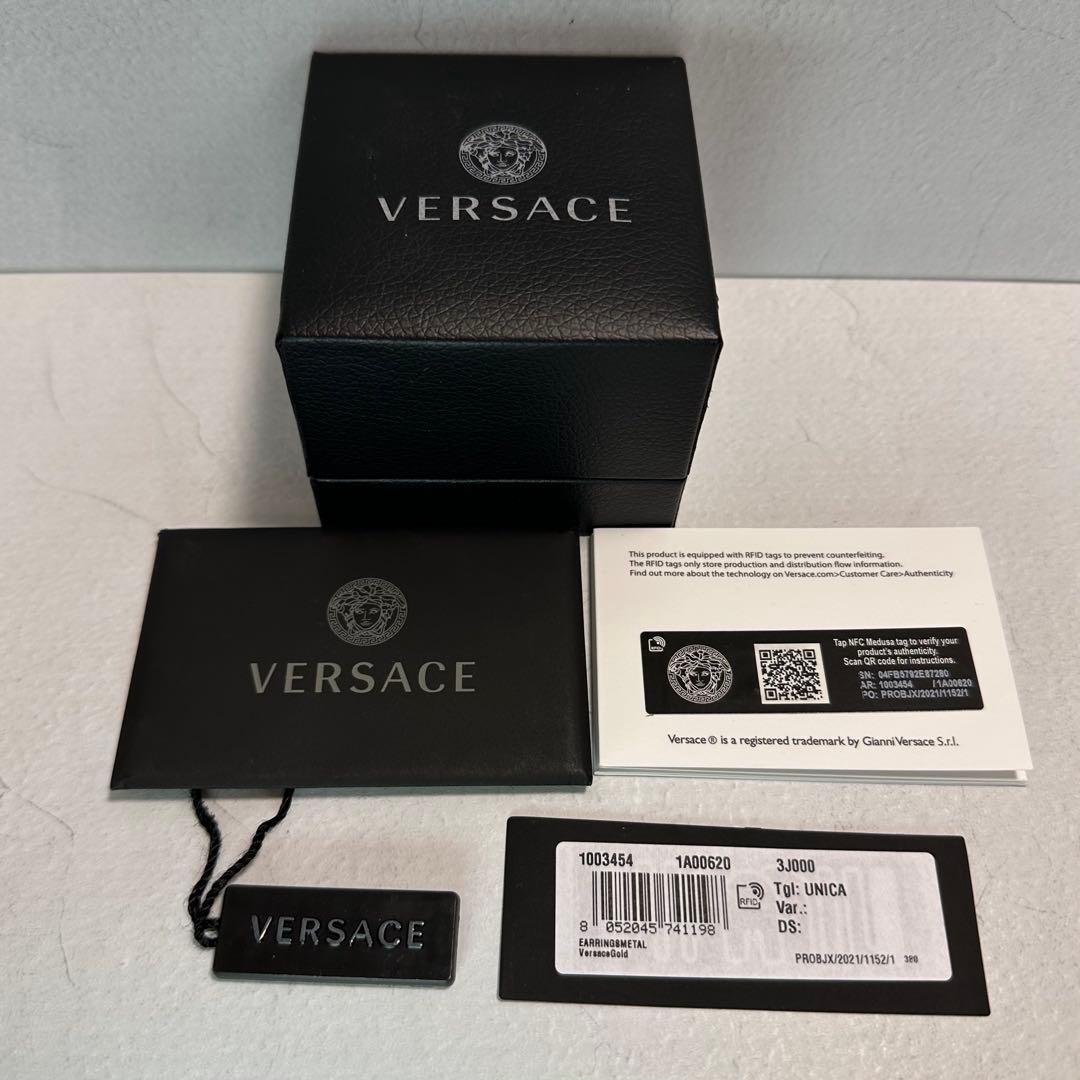 VERSACE
VERSACE
This product is equipped with RFID tags to prevent counterfeiting.
The RFID tags only store production and distribution flow information.
Find out more about the technology on Versace.com>Customer Care>Authenticity
RFID
Tap NFC Medusa tag to verify your
product's authenticity.
Scan QR code for instructions.
SN: 04FB5792E87280
AR: 1003454 /1A00620
PO: PROBJX/2021/1152/1
Versace ® is a registered trademark by Gianni Versace S.r.l.
VERSACE
1003454 1A00620 3J000
RFID
Tgl: UNICA
Var.:
DS:
8 052045 741198
EARRINGSMETAL
VersaceGold
PROBJX/2021/1152/1 380